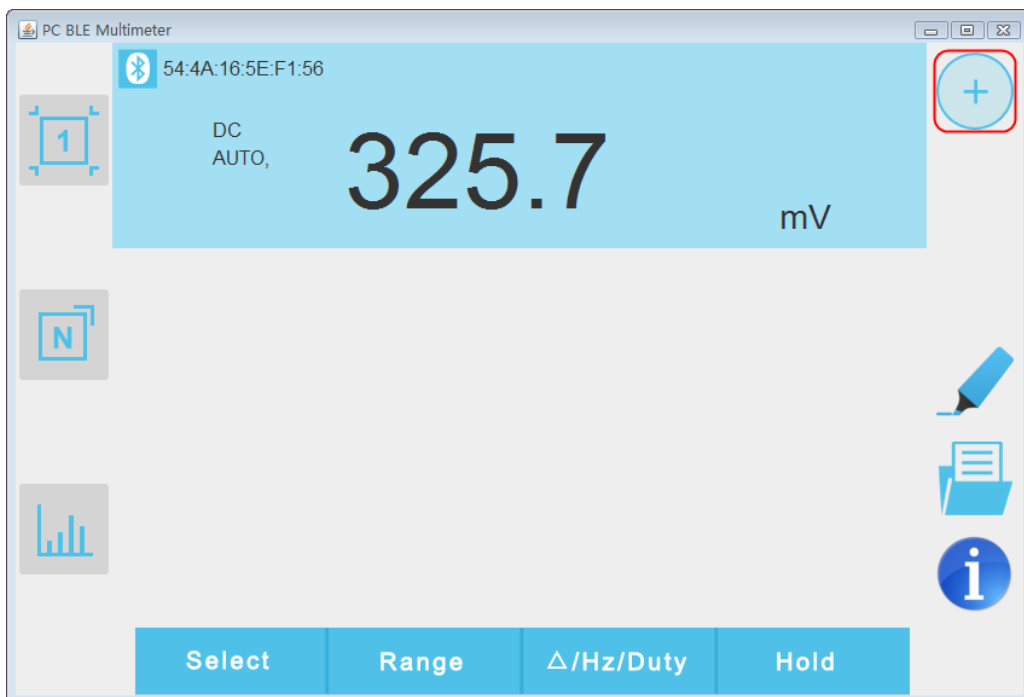 PC BLE Multimeter
54:4A:16:5E:F1:56
DC
AUTO,
325.7
mV
1
N
i
Select Range △/Hz/Duty Hold